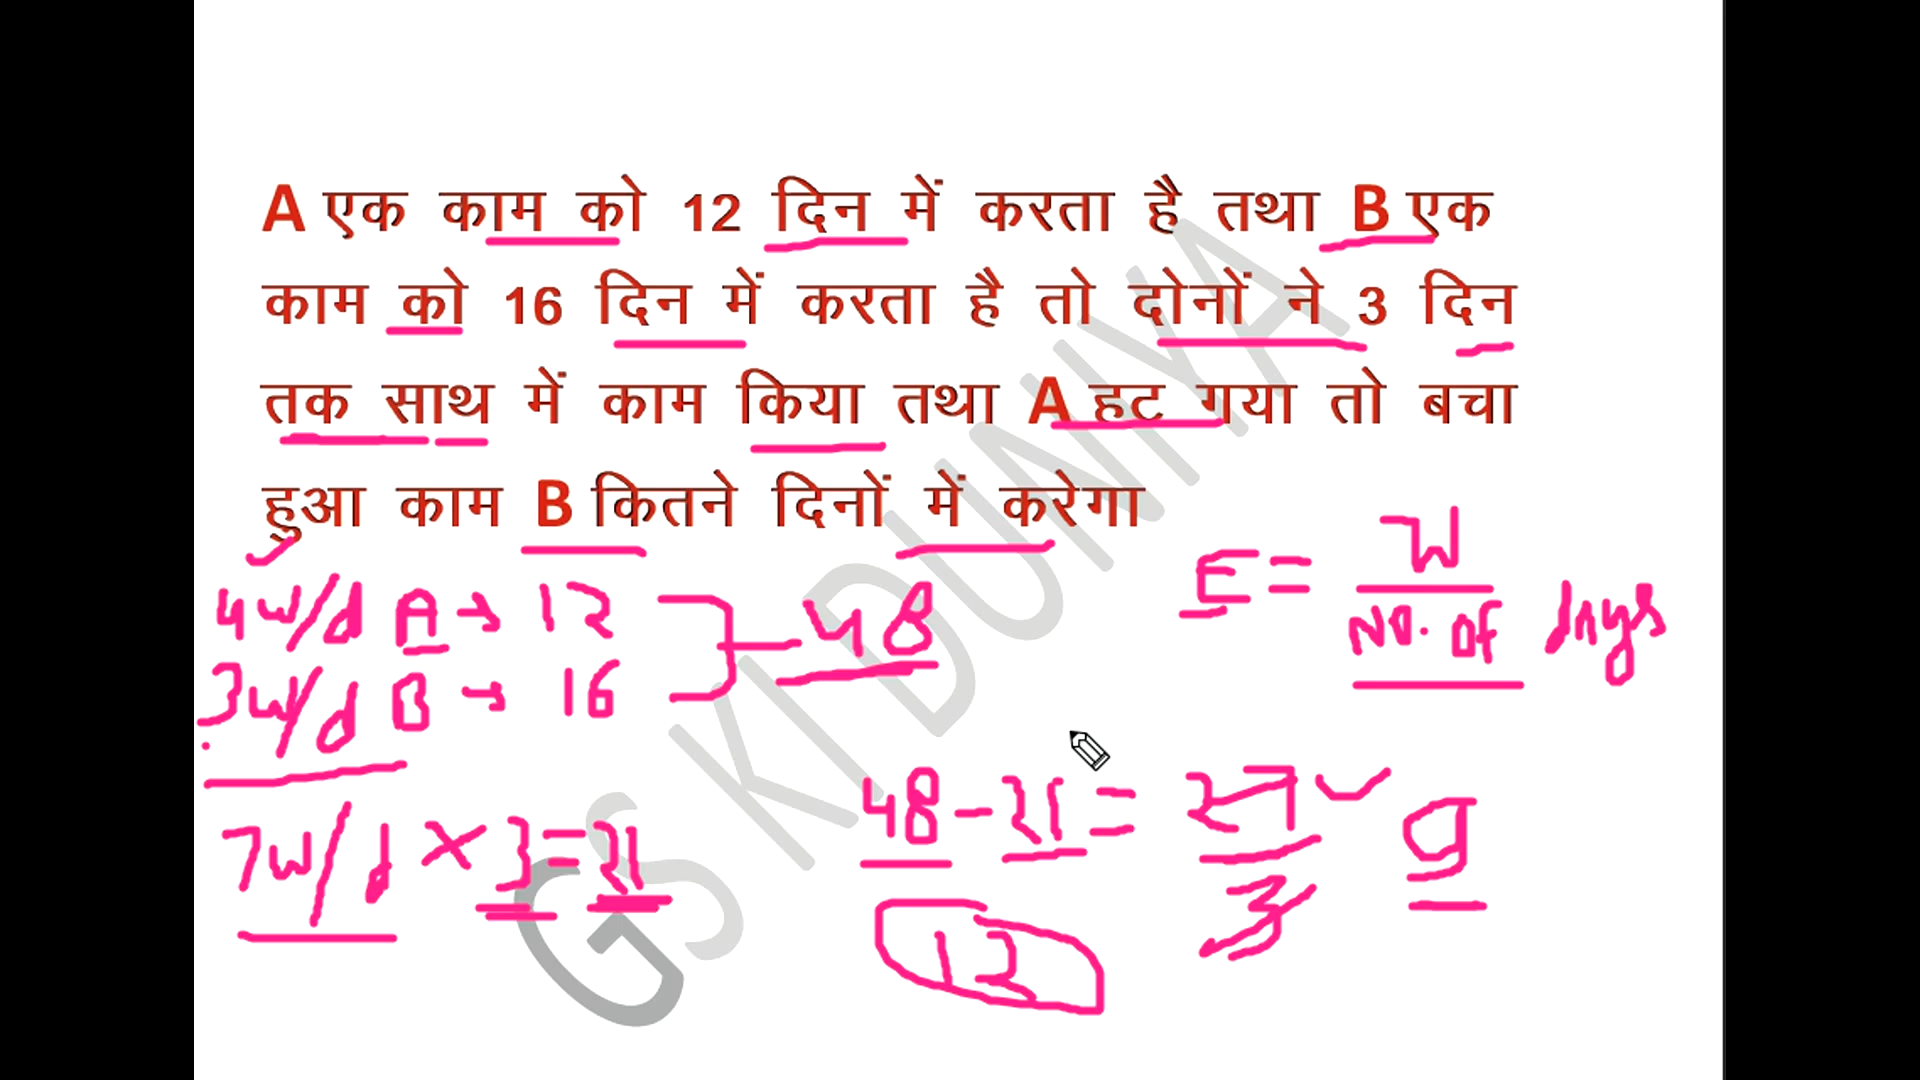 A एक काम को 12 दिन में करता है तथा B एक
काम को 16 दिन में करता है तो दोनों ने 3 दिन
तक साथ में काम किया तथा A हट गया तो बचा
हुआ काम B कितने दिनों में करेगा
E = W / No. of days
4w/d A → 12
48
3w/d B → 16
7w/d × 3 = 21
48 - 21 = 27 / 3
9
12
GS KI DUNIYA